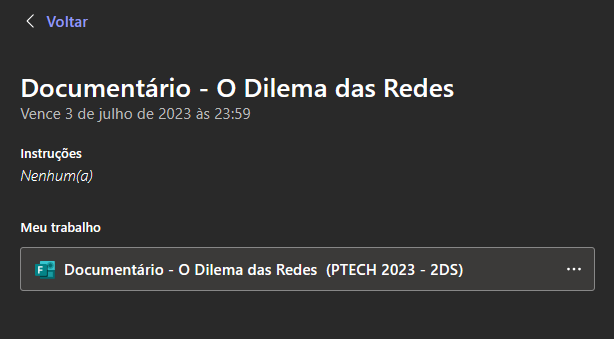 Voltar
Documentário - O Dilema das Redes
Vence 3 de julho de 2023 às 23:59
Instruções
Nenhum(a)
Meu trabalho
Documentário - O Dilema das Redes (PTECH 2023 - 2DS)